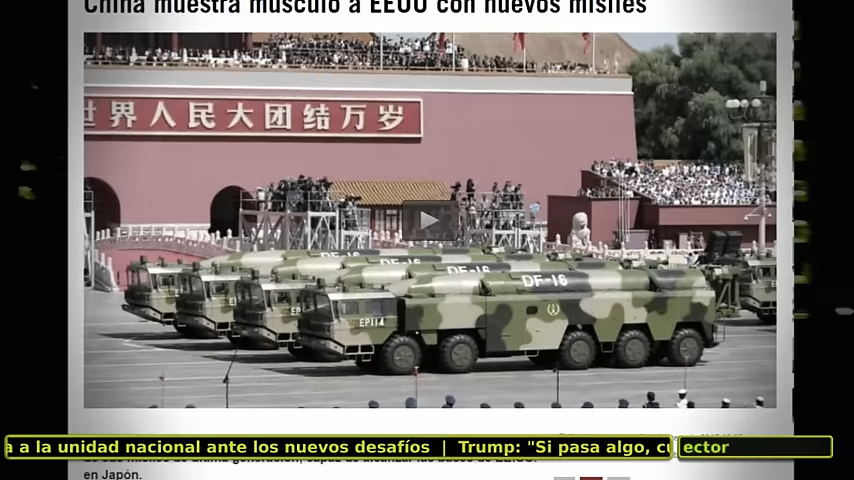 China muestra músculo a EEUU con nuevos misiles
世界人民大团结万岁
DF-16
DF-16
DF-16
DF-16
EP114
a la unidad nacional ante los nuevos desafíos | Trump: "Si pasa algo,
ector
en Japón.